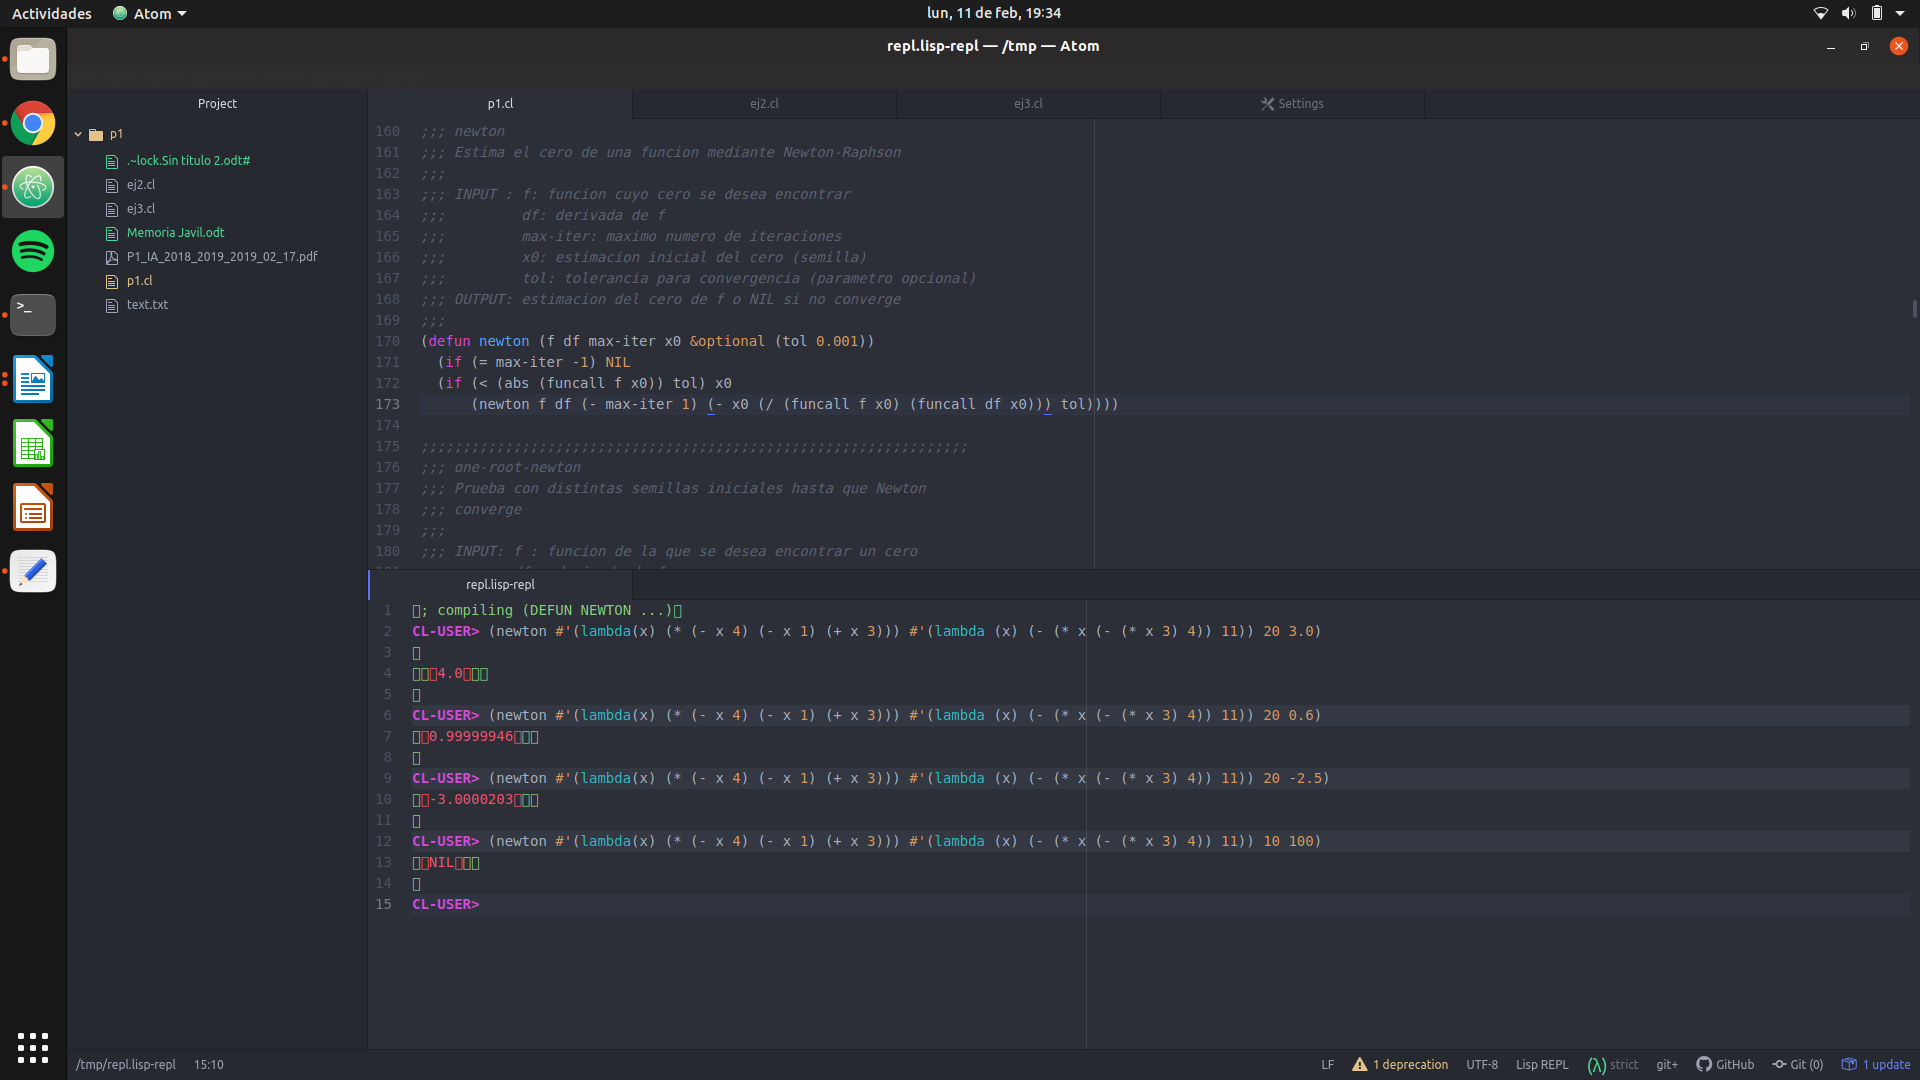 Actividades Atom lun, 11 de feb, 19:34
repl.lisp-repl — /tmp — Atom
Project
p1
.~lock.Sin título 2.odt#
ej2.cl
ej3.cl
Memoria Javil.odt
P1_IA_2018_2019_2019_02_17.pdf
p1.cl
text.txt
p1.cl ej2.cl ej3.cl Settings
160 ;;; newton
161 ;;; Estima el cero de una funcion mediante Newton-Raphson
162 ;;;
163 ;;; INPUT : f: funcion cuyo cero se desea encontrar
164 ;;;         df: derivada de f
165 ;;;         max-iter: maximo numero de iteraciones
166 ;;;         x0: estimacion inicial del cero (semilla)
167 ;;;         tol: tolerancia para convergencia (parametro opcional)
168 ;;; OUTPUT: estimacion del cero de f o NIL si no converge
169 ;;;
170 (defun newton (f df max-iter x0 &optional (tol 0.001))
171   (if (= max-iter -1) NIL
172   (if (< (abs (funcall f x0)) tol) x0
173       (newton f df (- max-iter 1) (- x0 (/ (funcall f x0) (funcall df x0))) tol))))
174
175 ;;;;;;;;;;;;;;;;;;;;;;;;;;;;;;;;;;;;;;;;;;;;;;;;;;;;;;;;;;;;;;;;;
176 ;;; one-root-newton
177 ;;; Prueba con distintas semillas iniciales hasta que Newton
178 ;;; converge
179 ;;;
180 ;;; INPUT: f : funcion de la que se desea encontrar un cero
repl.lisp-repl
1 ; compiling (DEFUN NEWTON ...)
2 CL-USER> (newton #'(lambda(x) (* (- x 4) (- x 1) (+ x 3))) #'(lambda (x) (- (* x (- (* x 3) 4)) 11)) 20 3.0)
3
4 4.0
5
6 CL-USER> (newton #'(lambda(x) (* (- x 4) (- x 1) (+ x 3))) #'(lambda (x) (- (* x (- (* x 3) 4)) 11)) 20 0.6)
7 0.99999946
8
9 CL-USER> (newton #'(lambda(x) (* (- x 4) (- x 1) (+ x 3))) #'(lambda (x) (- (* x (- (* x 3) 4)) 11)) 20 -2.5)
10 -3.0000203
11
12 CL-USER> (newton #'(lambda(x) (* (- x 4) (- x 1) (+ x 3))) #'(lambda (x) (- (* x (- (* x 3) 4)) 11)) 10 100)
13 NIL
14
15 CL-USER>
/tmp/repl.lisp-repl 15:10 LF 1 deprecation UTF-8 Lisp REPL (λ) strict git+ GitHub Git (0) 1 update